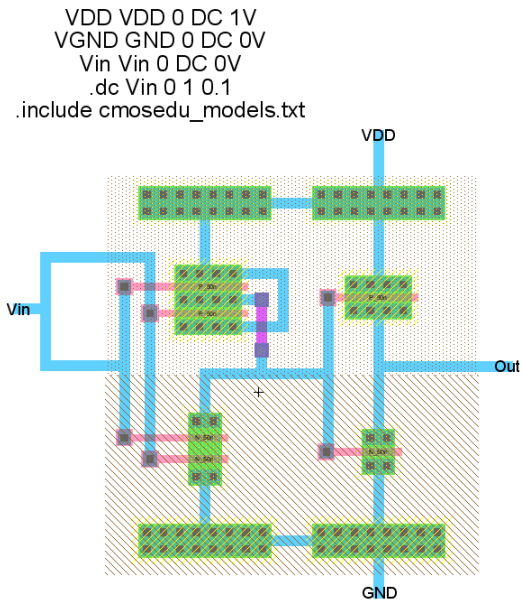 VDD VDD 0 DC 1V
VGND GND 0 DC 0V
Vin Vin 0 DC 0V
.dc Vin 0 1 0.1
.include cmosedu_models.txt
VDD
Vin
Out
GND